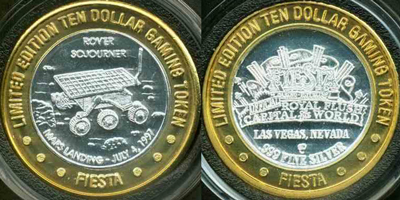 LIMITED EDITION TEN DOLLAR GAMING TOKEN
ROVER
SOJOURNER
MARS LANDING - JULY 4, 1997
FIESTA
LIMITED EDITION TEN DOLLAR GAMING TOKEN
FIESTA
ROYAL FLUSH
CAPITAL OF THE WORLD!
LAS VEGAS, NEVADA
.999 FINE SILVER
FIESTA